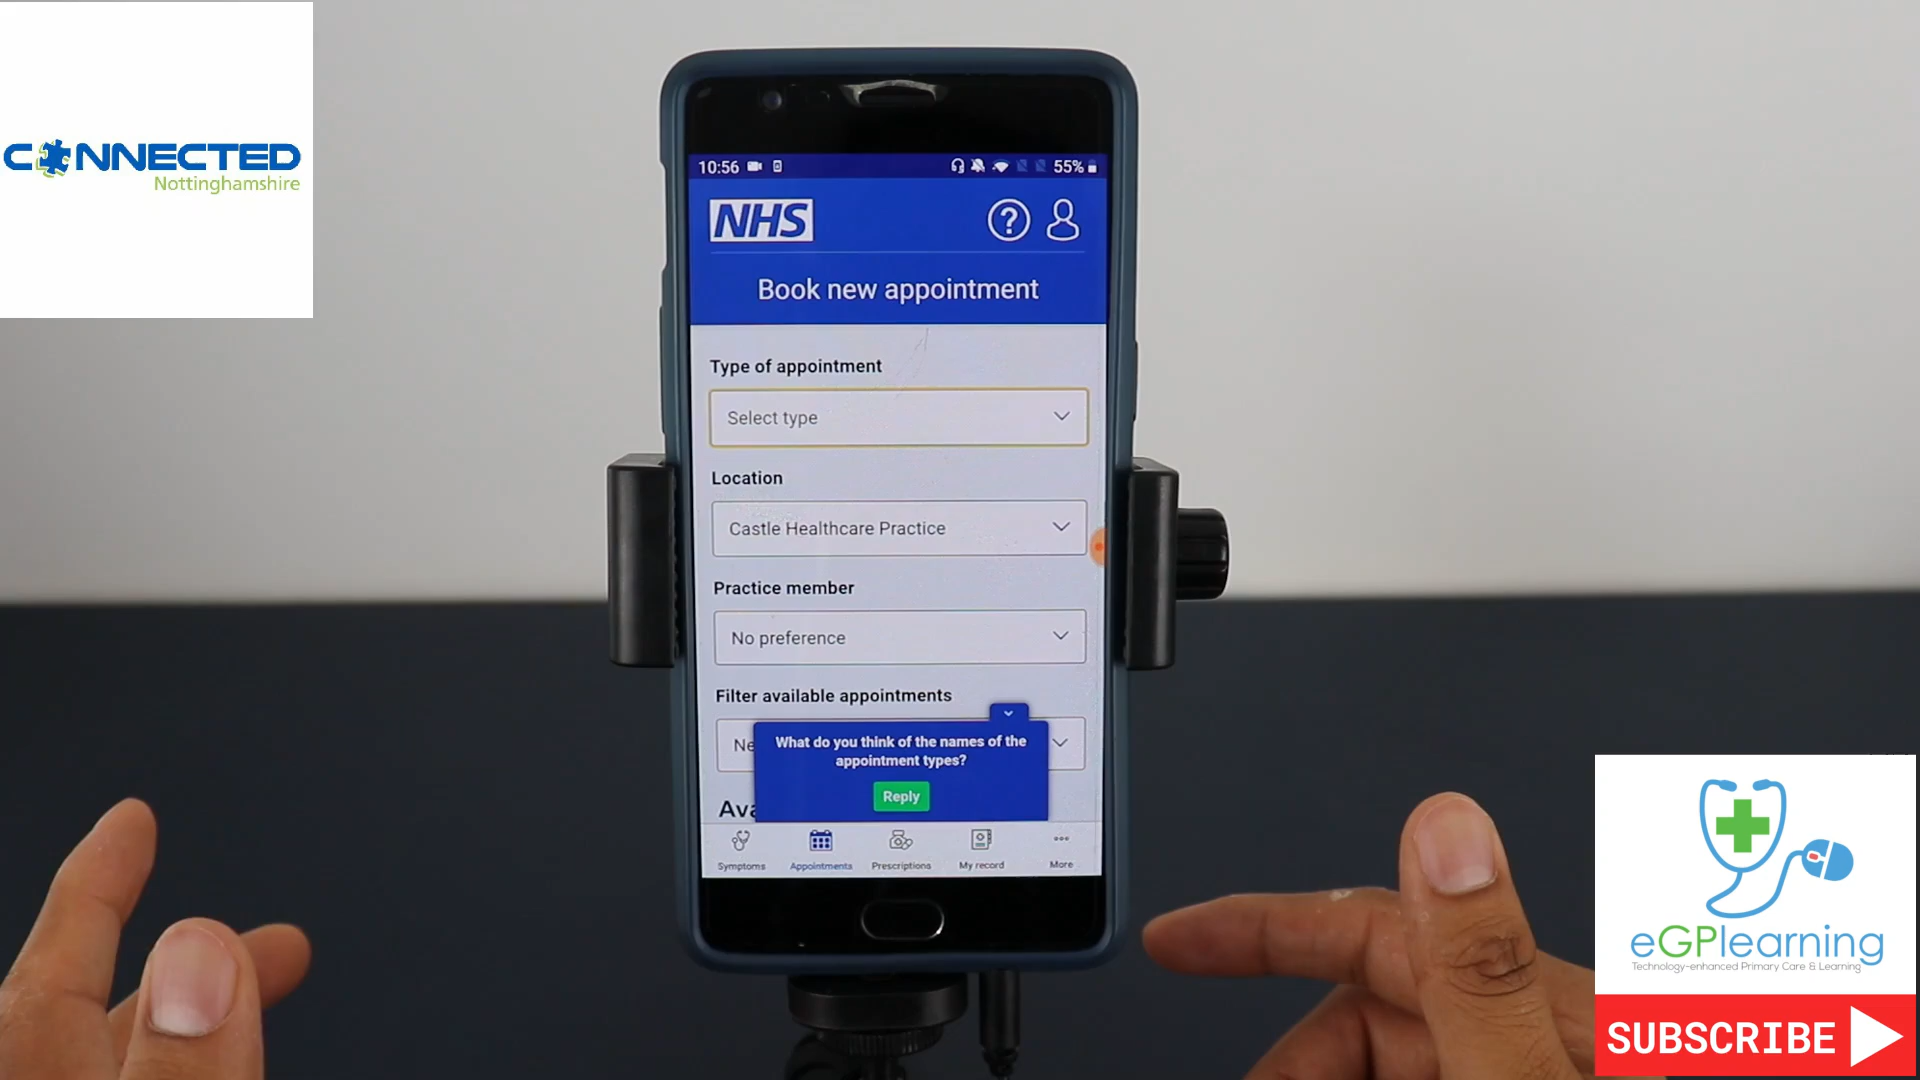 CONNECTED
Nottinghamshire
10:56
55%
NHS
Book new appointment
Type of appointment
Select type
Location
Castle Healthcare Practice
Practice member
No preference
Filter available appointments
What do you think of the names of the
appointment types?
Reply
Symptoms
Appointments
Prescriptions
My record
More
eGPlearning
Technology-enhanced Primary Care & Learning
SUBSCRIBE